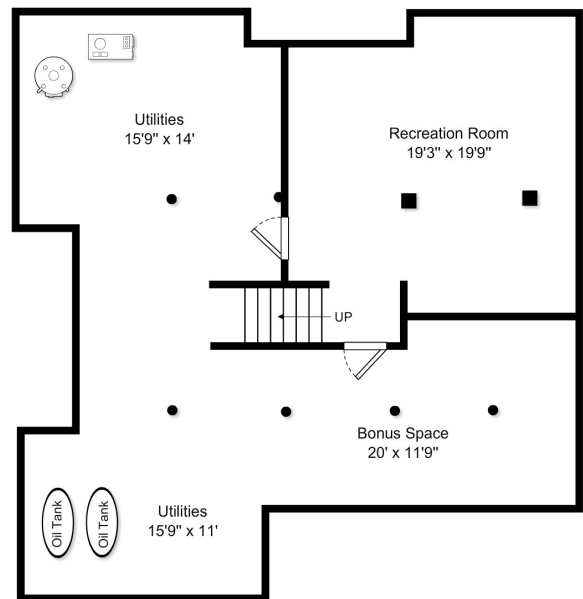 Utilities
15'9" x 14'
Recreation Room
19'3" x 19'9"
UP
Bonus Space
20' x 11'9"
Oil Tank
Oil Tank
Utilities
15'9" x 11'